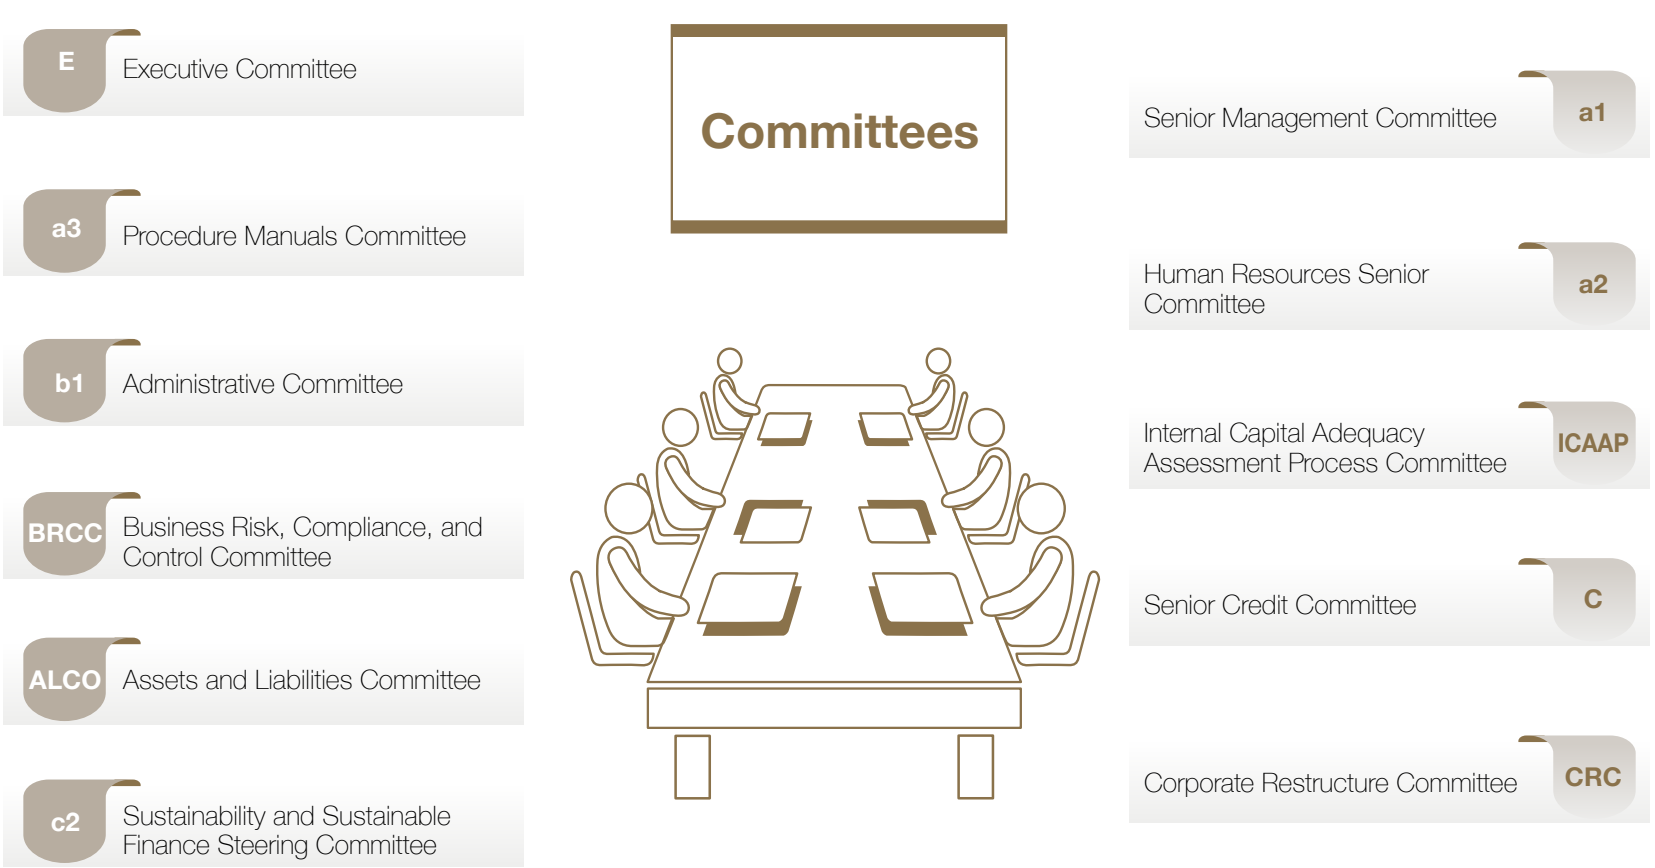 Committees
E
Executive Committee
a3
Procedure Manuals Committee
b1
Administrative Committee
BRCC
Business Risk, Compliance, and
Control Committee
ALCO
Assets and Liabilities Committee
c2
Sustainability and Sustainable
Finance Steering Committee
Senior Management Committee
a1
Human Resources Senior
Committee
a2
Internal Capital Adequacy
Assessment Process Committee
ICAAP
Senior Credit Committee
C
Corporate Restructure Committee
CRC